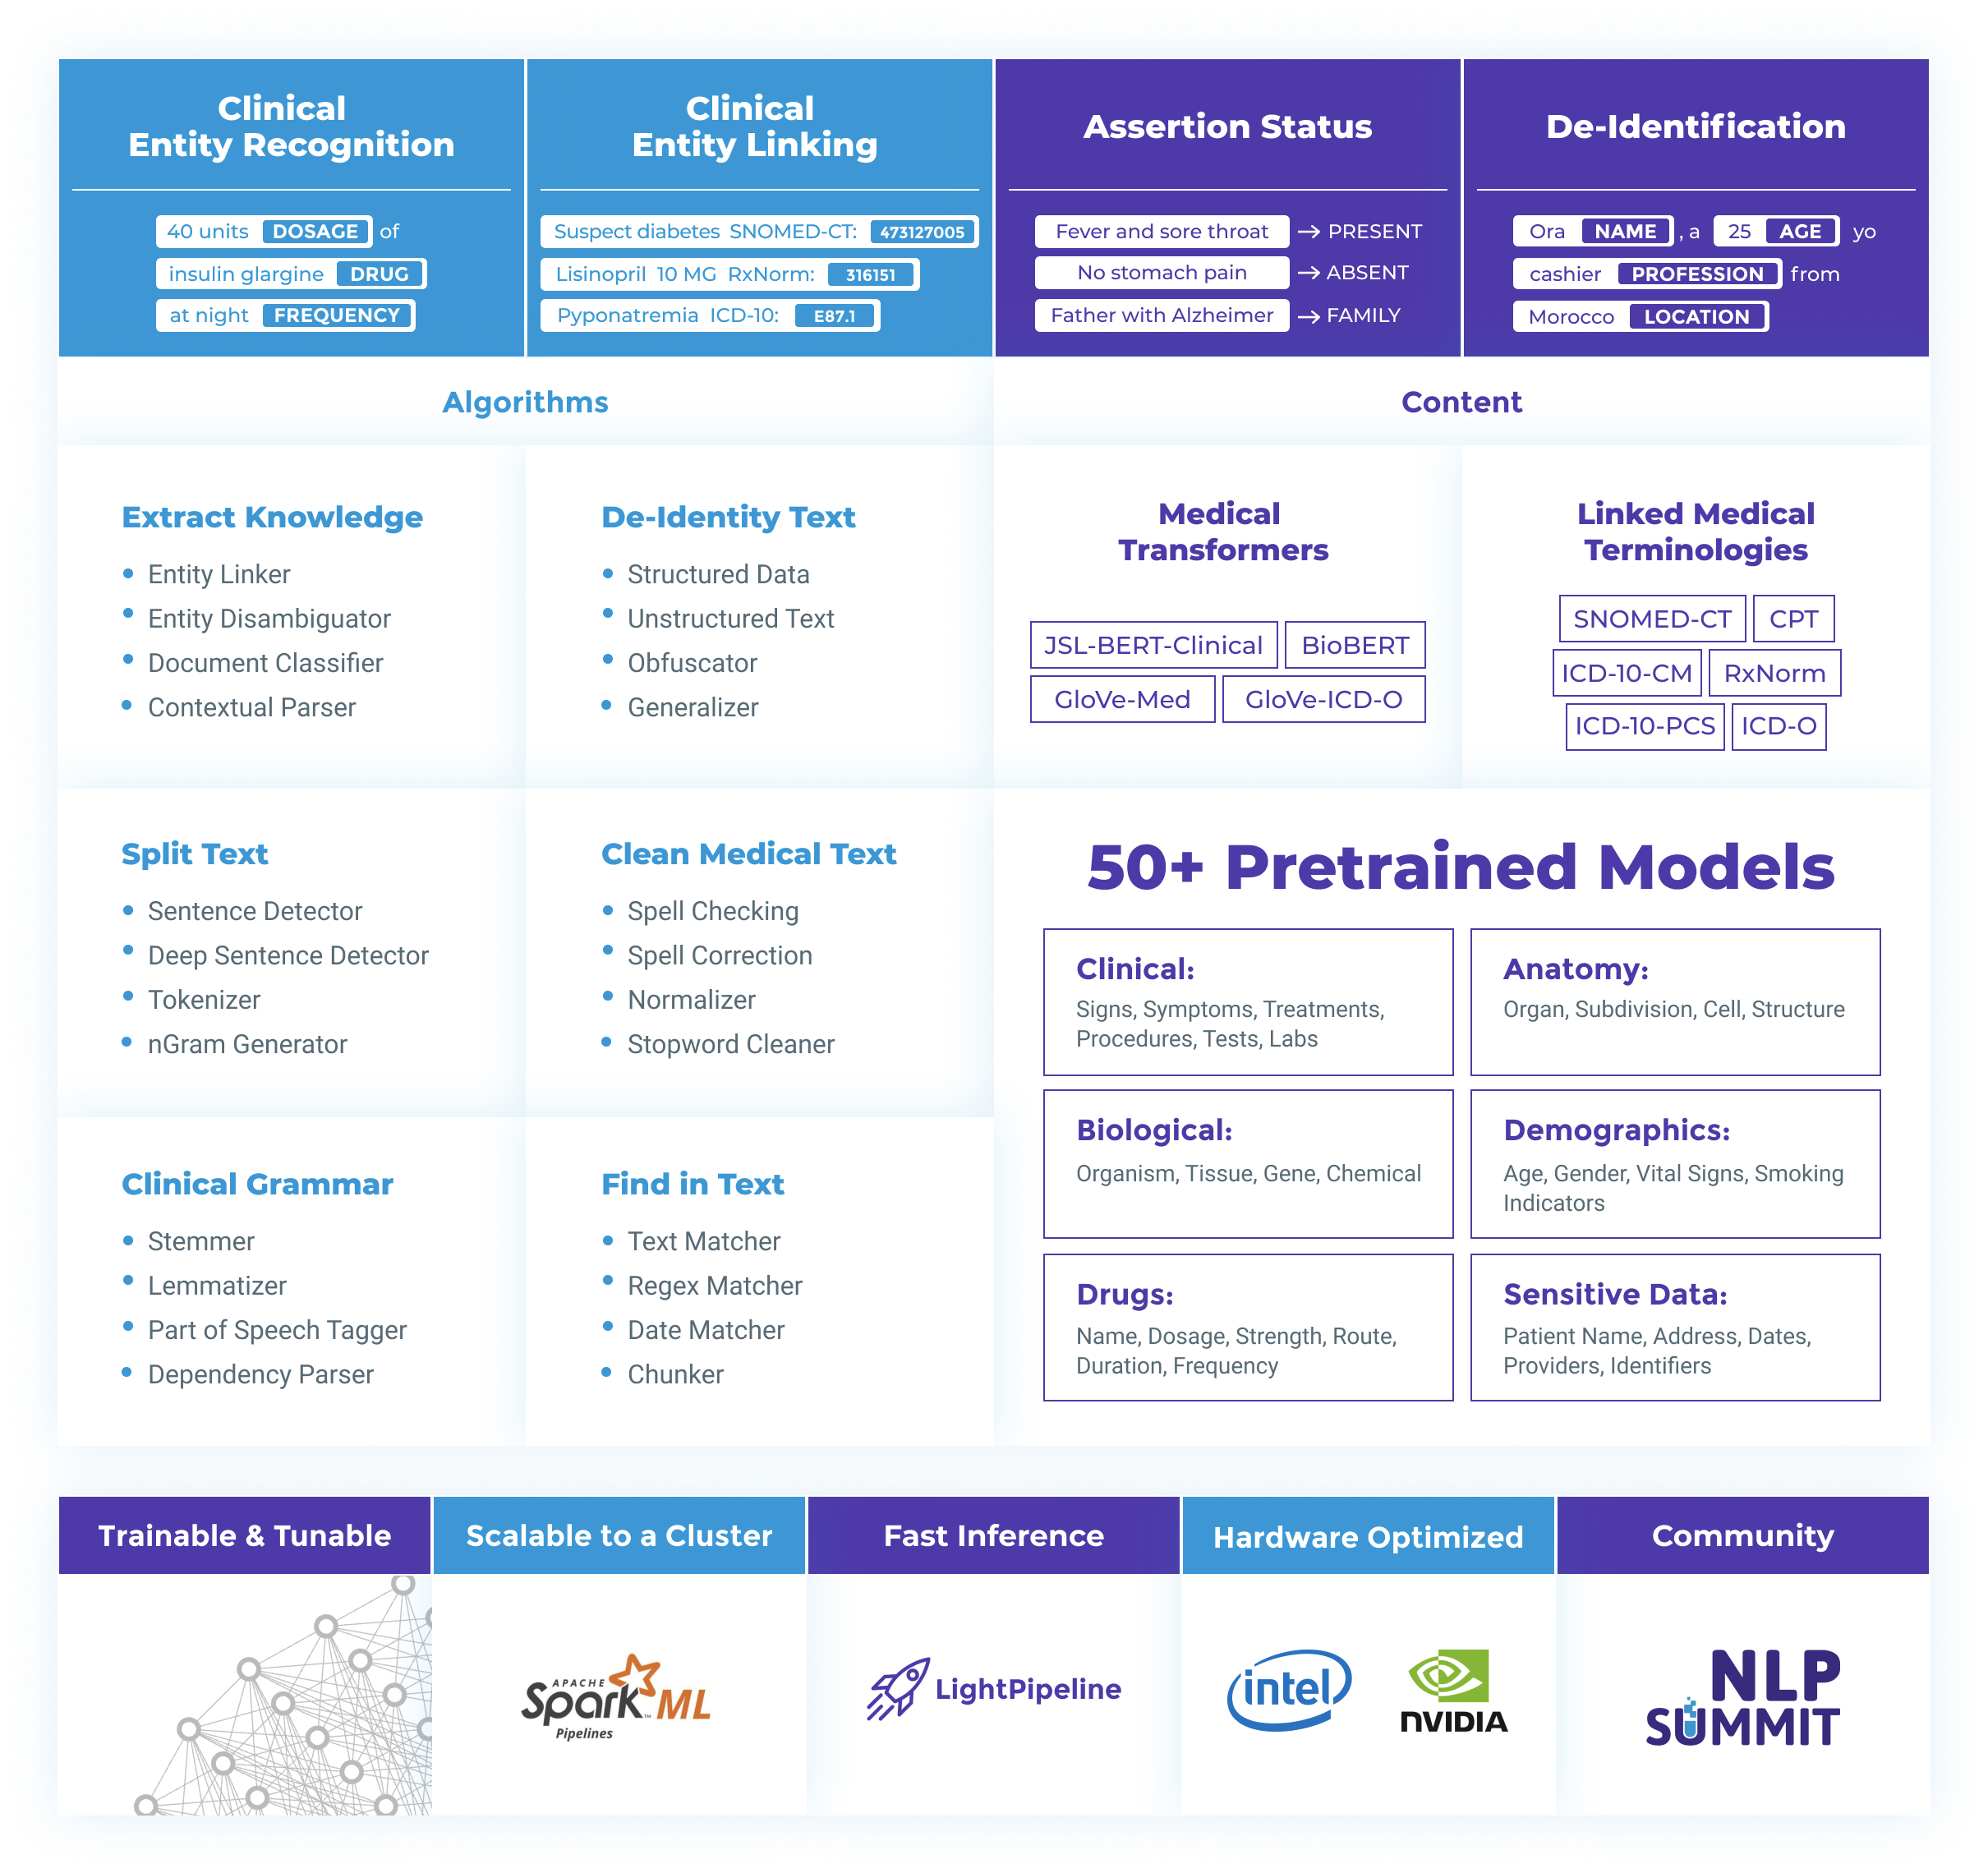 Clinical
Entity Recognition
40 units DOSAGE of
insulin glargine DRUG
at night FREQUENCY
Clinical
Entity Linking
Suspect diabetes SNOMED-CT: 473127005
Lisinopril 10 MG RxNorm: 316151
Pyponatremia ICD-10: E87.1
Assertion Status
Fever and sore throat → PRESENT
No stomach pain → ABSENT
Father with Alzheimer → FAMILY
De-Identification
Ora NAME , a 25 AGE yo
cashier PROFESSION from
Morocco LOCATION
Algorithms
Content
Extract Knowledge
• Entity Linker
• Entity Disambiguator
• Document Classifier
• Contextual Parser
De-Identity Text
• Structured Data
• Unstructured Text
• Obfuscator
• Generalizer
Medical
Transformers
JSL-BERT-Clinical BioBERT
GloVe-Med GloVe-ICD-O
Linked Medical
Terminologies
SNOMED-CT CPT
ICD-10-CM RxNorm
ICD-10-PCS ICD-O
Split Text
• Sentence Detector
• Deep Sentence Detector
• Tokenizer
• nGram Generator
Clean Medical Text
• Spell Checking
• Spell Correction
• Normalizer
• Stopword Cleaner
Clinical Grammar
• Stemmer
• Lemmatizer
• Part of Speech Tagger
• Dependency Parser
Find in Text
• Text Matcher
• Regex Matcher
• Date Matcher
• Chunker
50+ Pretrained Models
Clinical:
Signs, Symptoms, Treatments,
Procedures, Tests, Labs
Anatomy:
Organ, Subdivision, Cell, Structure
Biological:
Organism, Tissue, Gene, Chemical
Demographics:
Age, Gender, Vital Signs, Smoking
Indicators
Drugs:
Name, Dosage, Strength, Route,
Duration, Frequency
Sensitive Data:
Patient Name, Address, Dates,
Providers, Identifiers
Trainable & Tunable
Scalable to a Cluster
APACHE
Spark™ ML
Pipelines
Fast Inference
LightPipeline
Hardware Optimized
intel
NVIDIA
Community
NLP
SUMMIT